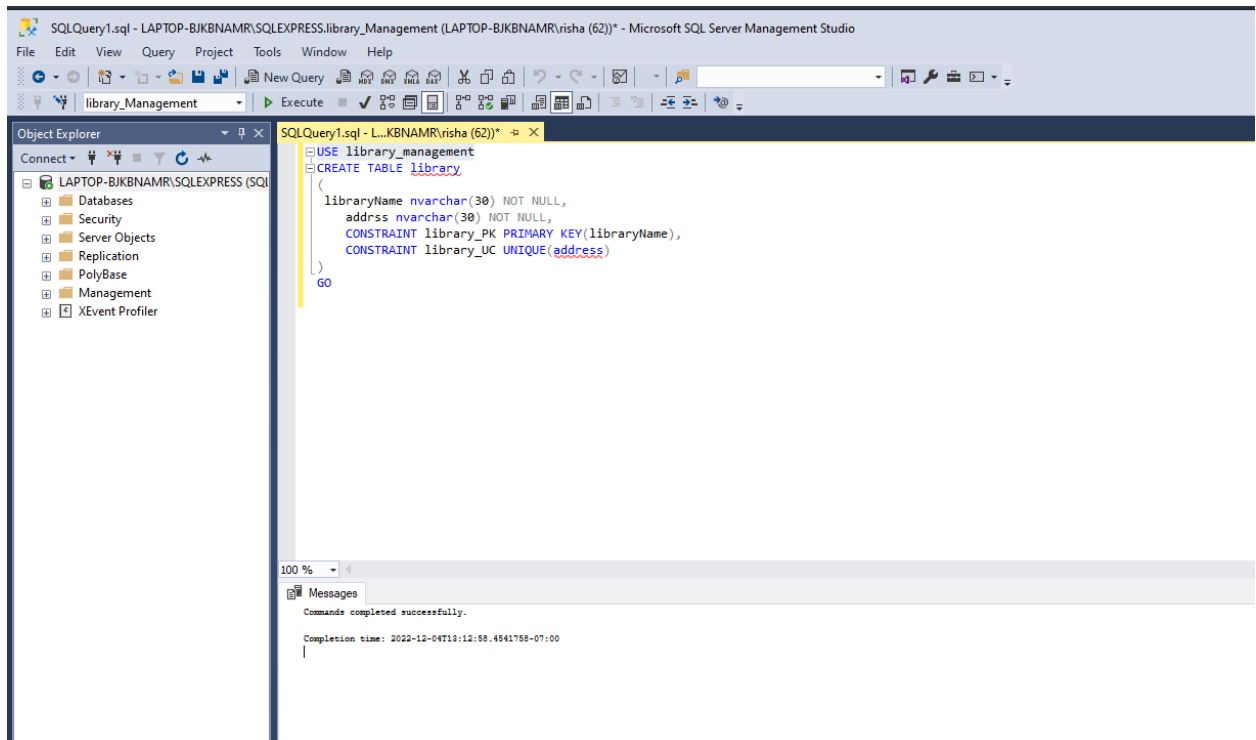 SQLQuery1.sql - LAPTOP-BJKBNAMR\SQLEXPRESS.library_Management (LAPTOP-BJKBNAMR\risha (62))* - Microsoft SQL Server Management Studio
File Edit View Query Project Tools Window Help
New Query MDX DMX XMLA DAX
library_Management Execute
Object Explorer
SQLQuery1.sql - L...KBNAMR\risha (62))*
Connect
LAPTOP-BJKBNAMR\SQLEXPRESS (SQL
Databases
Security
Server Objects
Replication
PolyBase
Management
XEvent Profiler
USE library_management
CREATE TABLE library
(
libraryName nvarchar(30) NOT NULL,
addrss nvarchar(30) NOT NULL,
CONSTRAINT library_PK PRIMARY KEY(libraryName),
CONSTRAINT library_UC UNIQUE(address)
)
GO
100 %
Messages
Commands completed successfully.
Completion time: 2022-12-04T13:12:58.4541758-07:00